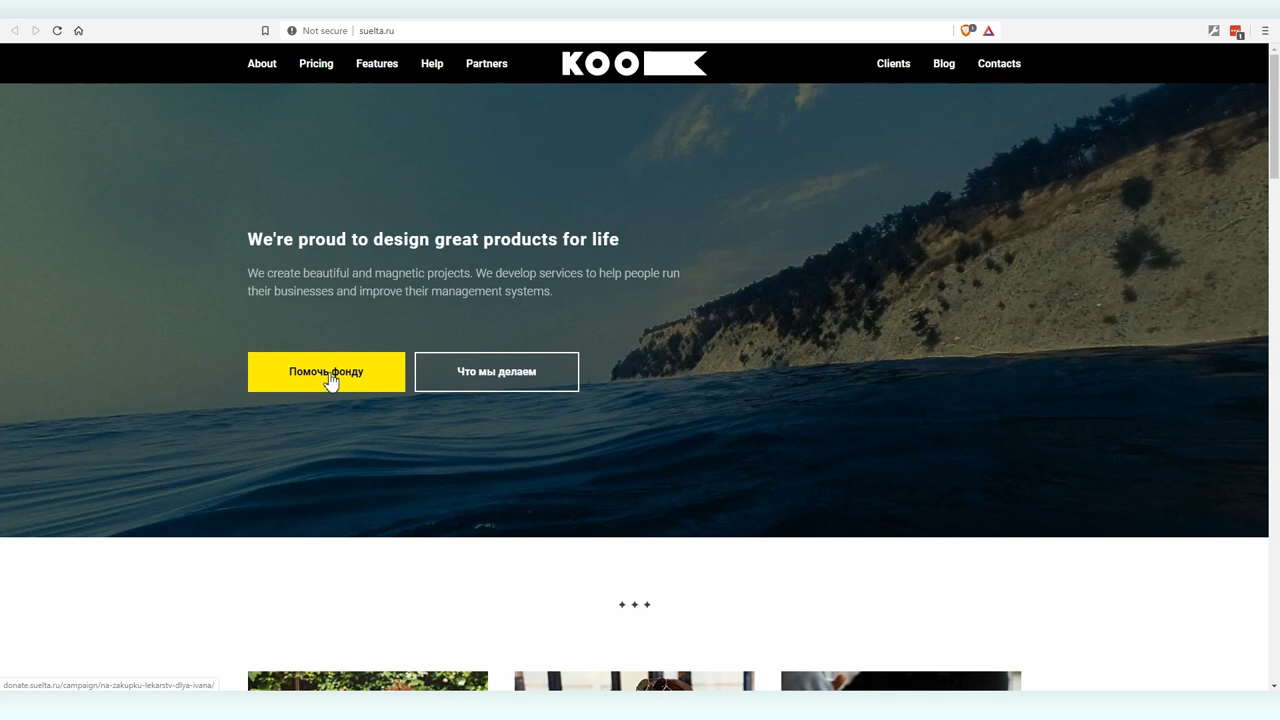 Not secure
suelta.ru
1
1
About
Pricing
Features
Help
Partners
KOO
Clients
Blog
Contacts
We're proud to design great products for life
We create beautiful and magnetic projects. We develop services to help people run
their businesses and improve their management systems.
Помочь фонду
Что мы делаем
donate.suelta.ru/campaign/na-zakupku-lekarstv-dlya-ivana/